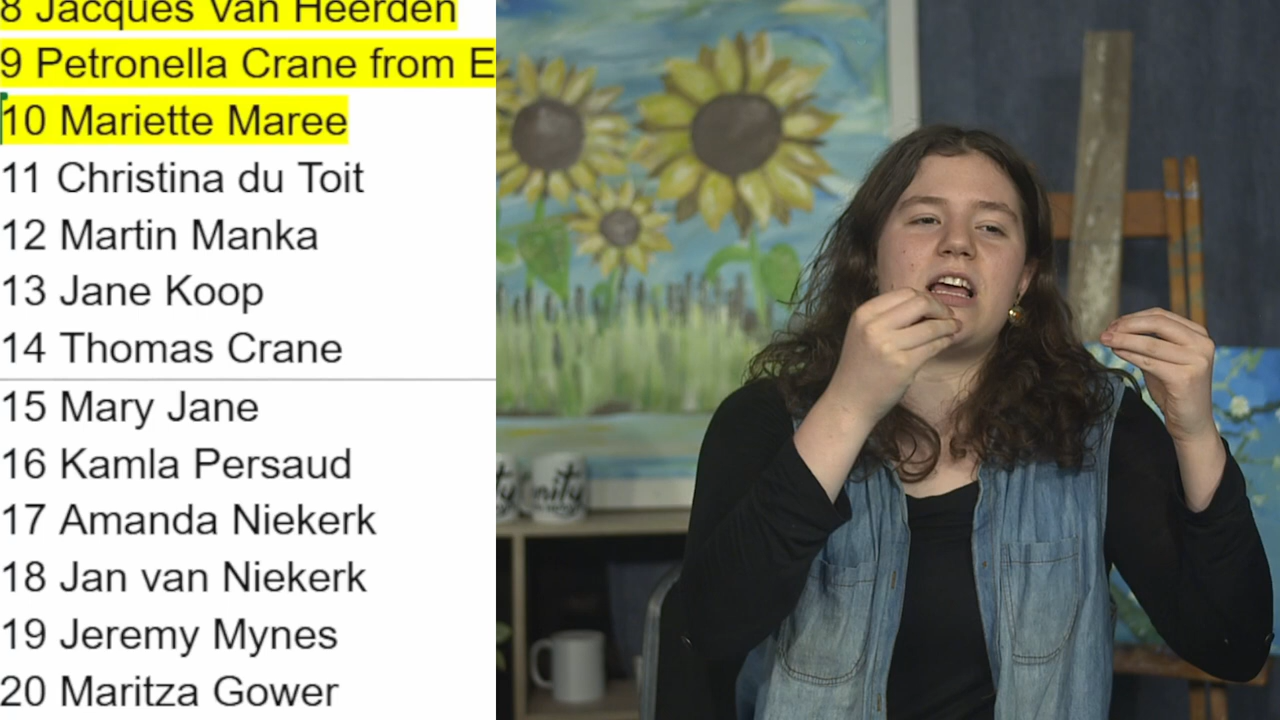 8 Jacques Van Heerden
9 Petronella Crane from E
10 Mariette Maree
11 Christina du Toit
12 Martin Manka
13 Jane Koop
14 Thomas Crane
15 Mary Jane
16 Kamla Persaud
17 Amanda Niekerk
18 Jan van Niekerk
19 Jeremy Mynes
20 Maritza Gower